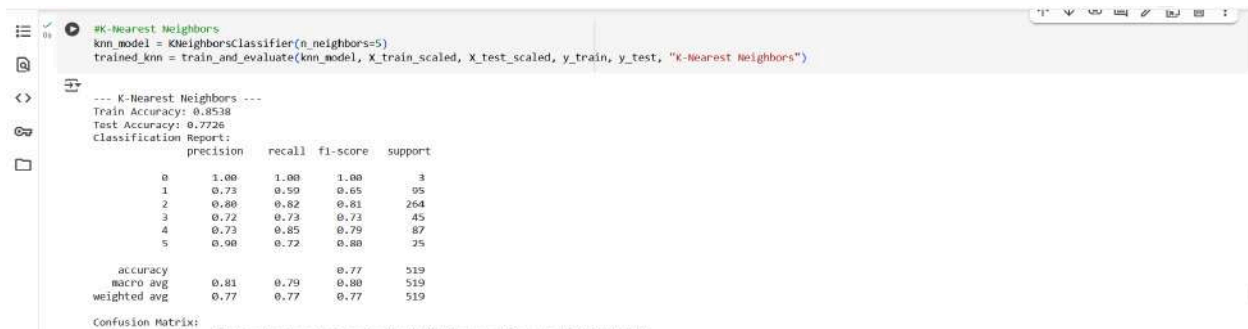 0s
#K-Nearest Neighbors
knn_model = KNeighborsClassifier(n_neighbors=5)
trained_knn = train_and_evaluate(knn_model, X_train_scaled, X_test_scaled, y_train, y_test, "K-Nearest Neighbors")
--- K-Nearest Neighbors ---
Train Accuracy: 0.8538
Test Accuracy: 0.7726
Classification Report:
precision recall f1-score support
0 1.00 1.00 1.00 3
1 0.73 0.59 0.65 95
2 0.80 0.82 0.81 264
3 0.72 0.73 0.73 45
4 0.73 0.85 0.79 87
5 0.90 0.72 0.80 25
accuracy 0.77 519
macro avg 0.81 0.79 0.80 519
weighted avg 0.77 0.77 0.77 519
Confusion Matrix: